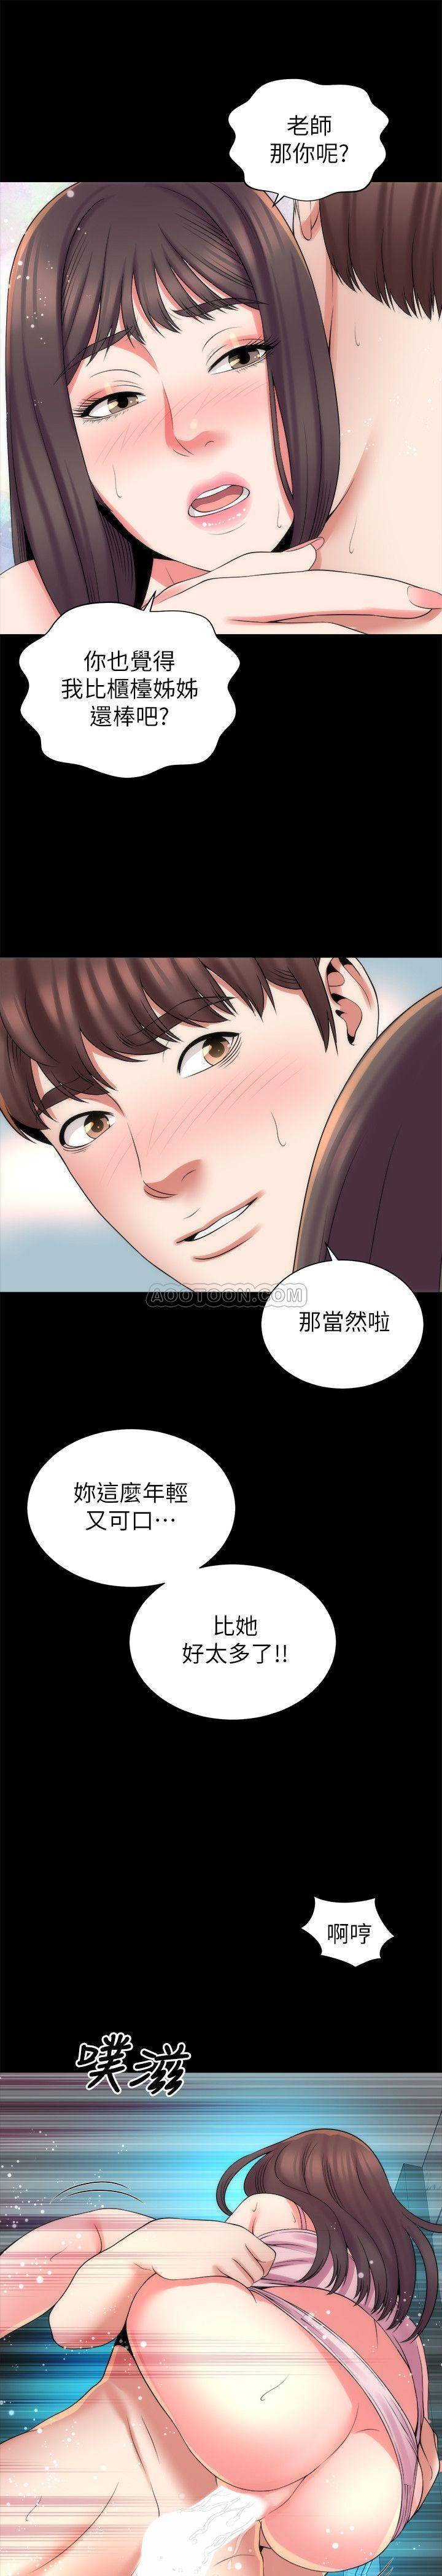 老師
那你呢?
你也覺得
我比櫃檯姊姊
還棒吧?
AOOTOON.COM
那當然啦
妳這麼年輕
又可口⋯
比她
好太多了!!
啊哼
噗滋